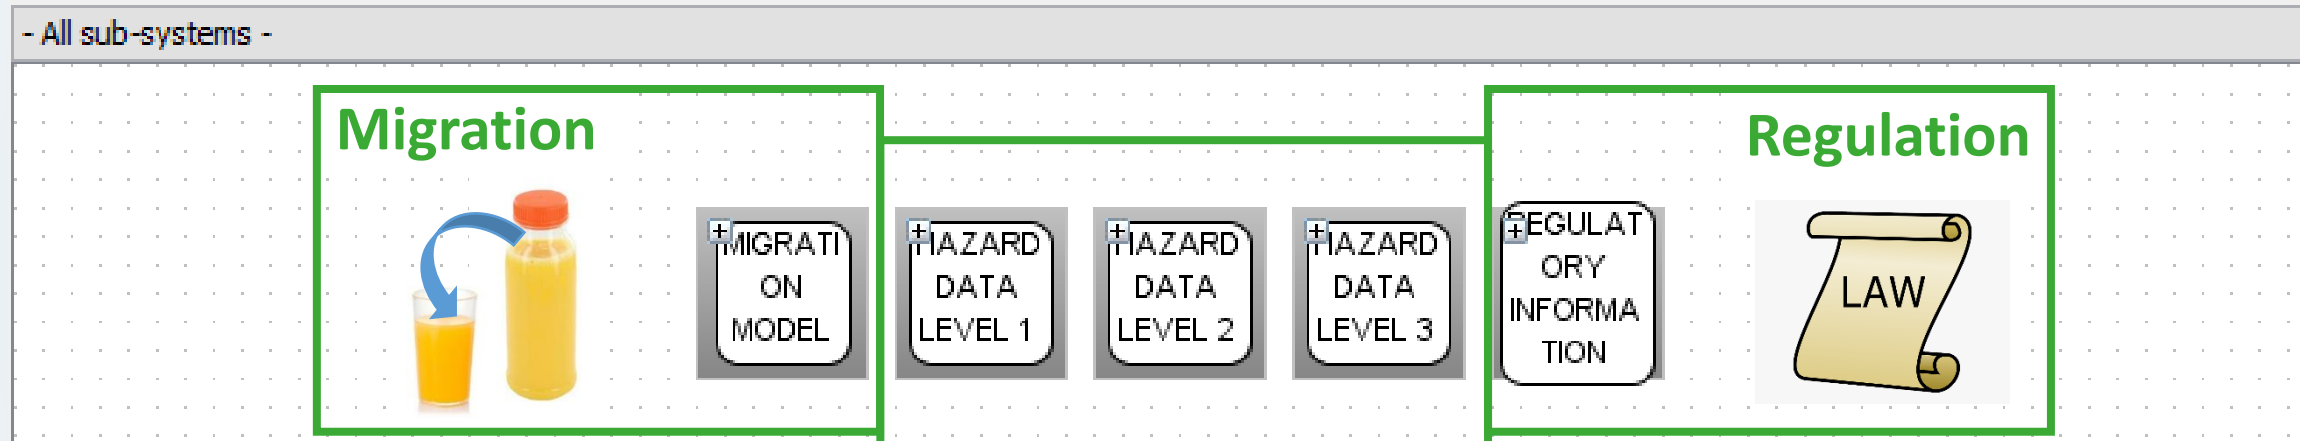 - All sub-systems -
Migration
Regulation
MIGRATI
ON
MODEL
HAZARD
DATA
LEVEL 1
HAZARD
DATA
LEVEL 2
HAZARD
DATA
LEVEL 3
REGULAT
ORY
INFORMA
TION
LAW